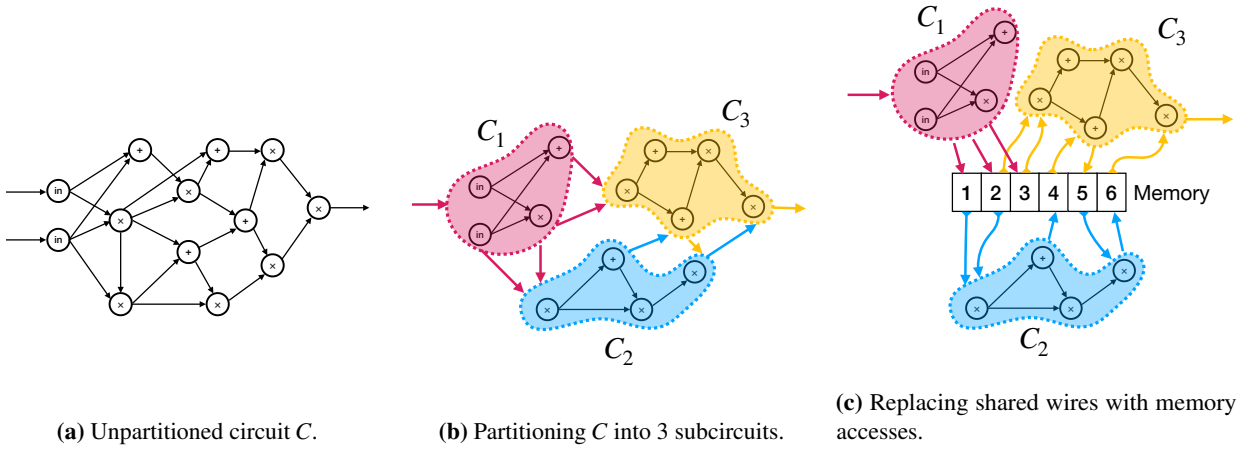 in
in
+
×
×
+
×
+
×
+
×
×
×
×
C₁
in
in
+
×
C₃
×
+
×
+
×
C₂
×
+
×
×
C₁
in
in
+
×
C₃
×
+
×
+
×
1 2 3 4 5 6 Memory
C₂
×
+
×
×
(a) Unpartitioned circuit C.
(b) Partitioning C into 3 subcircuits.
(c) Replacing shared wires with memory
accesses.